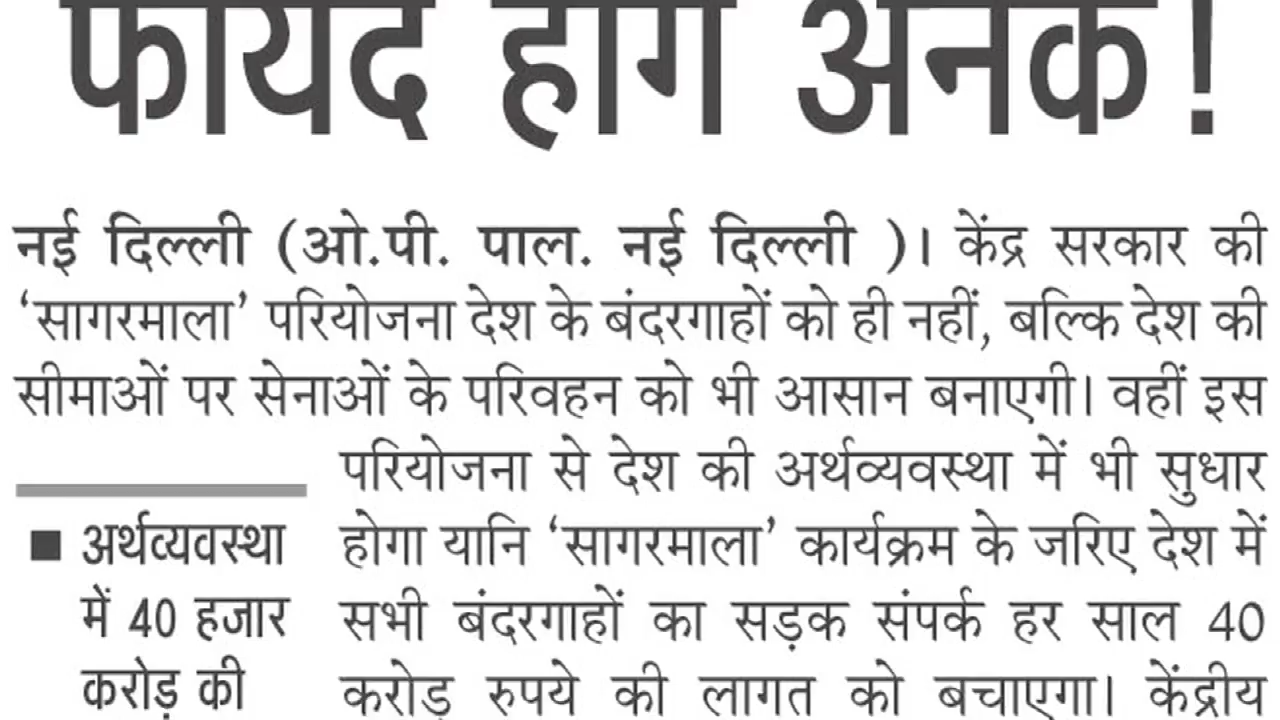 फायदे होंगे अनेक!
नई दिल्ली (ओ.पी. पाल. नई दिल्ली )। केंद्र सरकार की
‘सागरमाला’ परियोजना देश के बंदरगाहों को ही नहीं, बल्कि देश की
सीमाओं पर सेनाओं के परिवहन को भी आसान बनाएगी। वहीं इस
परियोजना से देश की अर्थव्यवस्था में भी सुधार
होगा यानि ‘सागरमाला’ कार्यक्रम के जरिए देश में
सभी बंदरगाहों का सड़क संपर्क हर साल 40
करोड़ रुपये की लागत को बचाएगा। केंद्रीय
■ अर्थव्यवस्था
में 40 हजार
करोड़ की